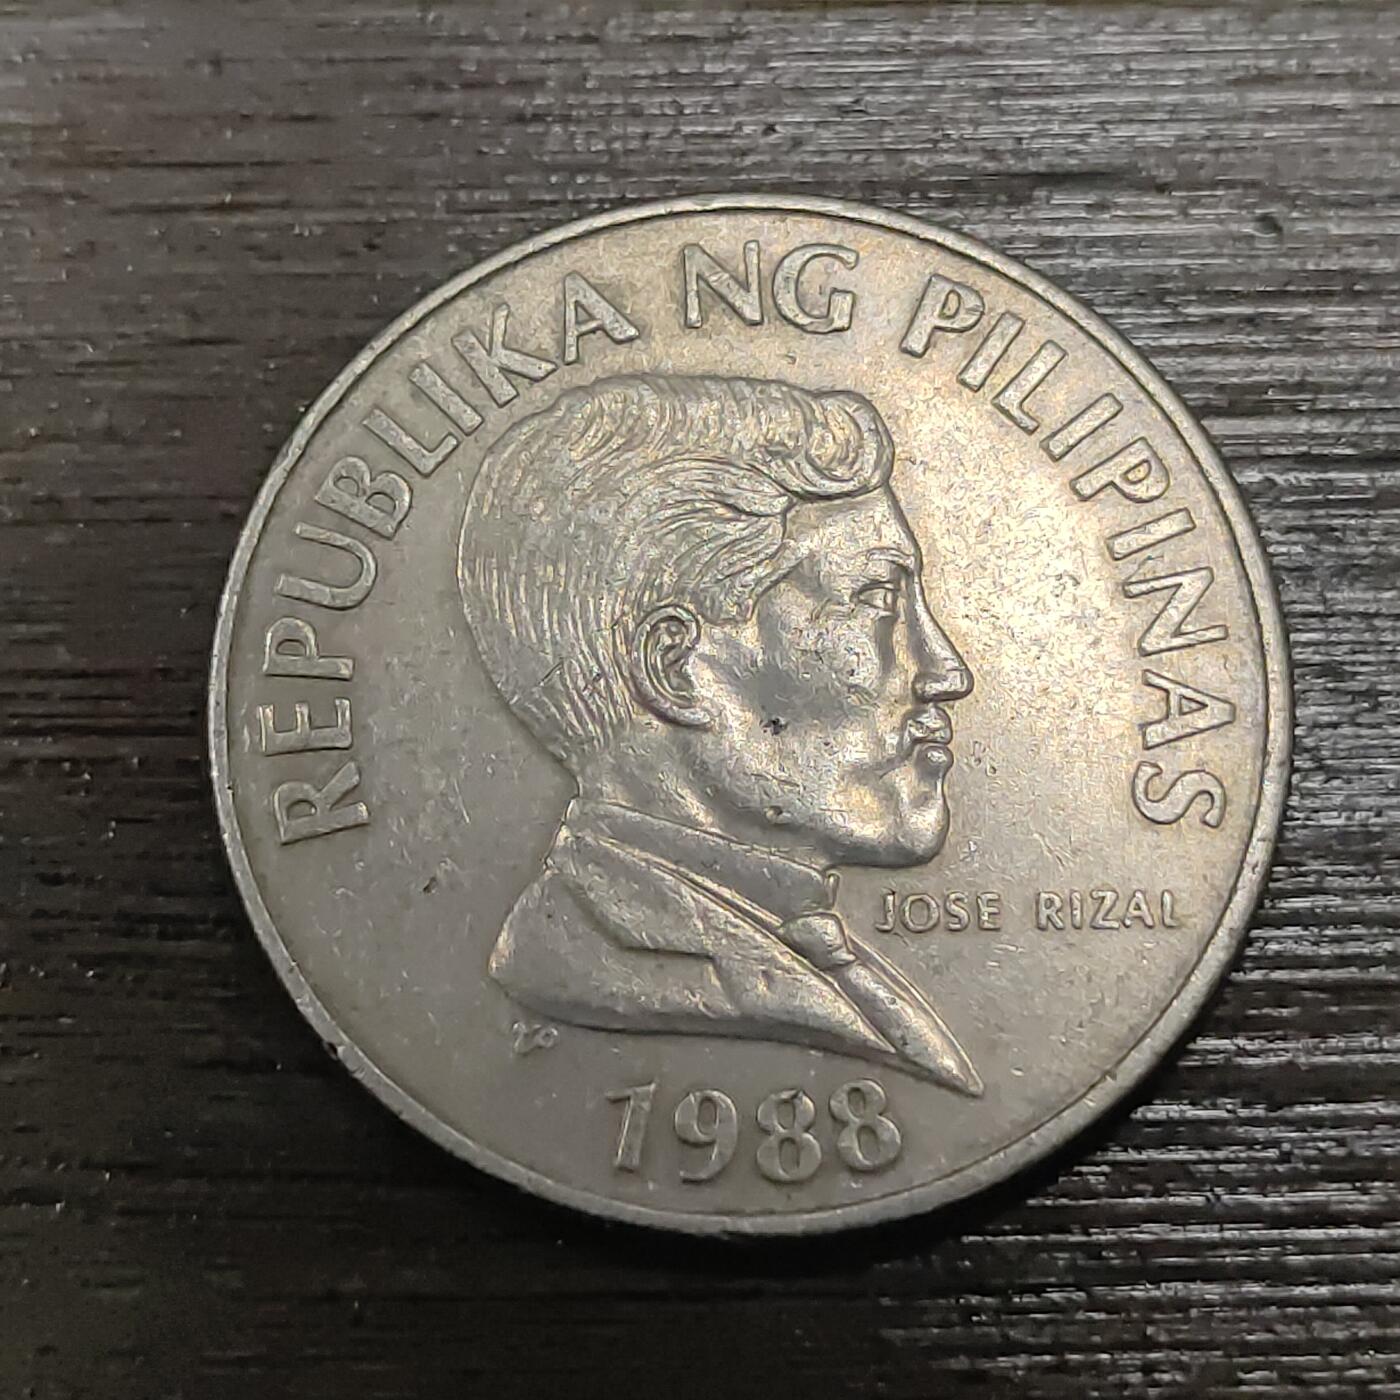 REPUBLIKA NG PILIPINAS
JOSE RIZAL
1988